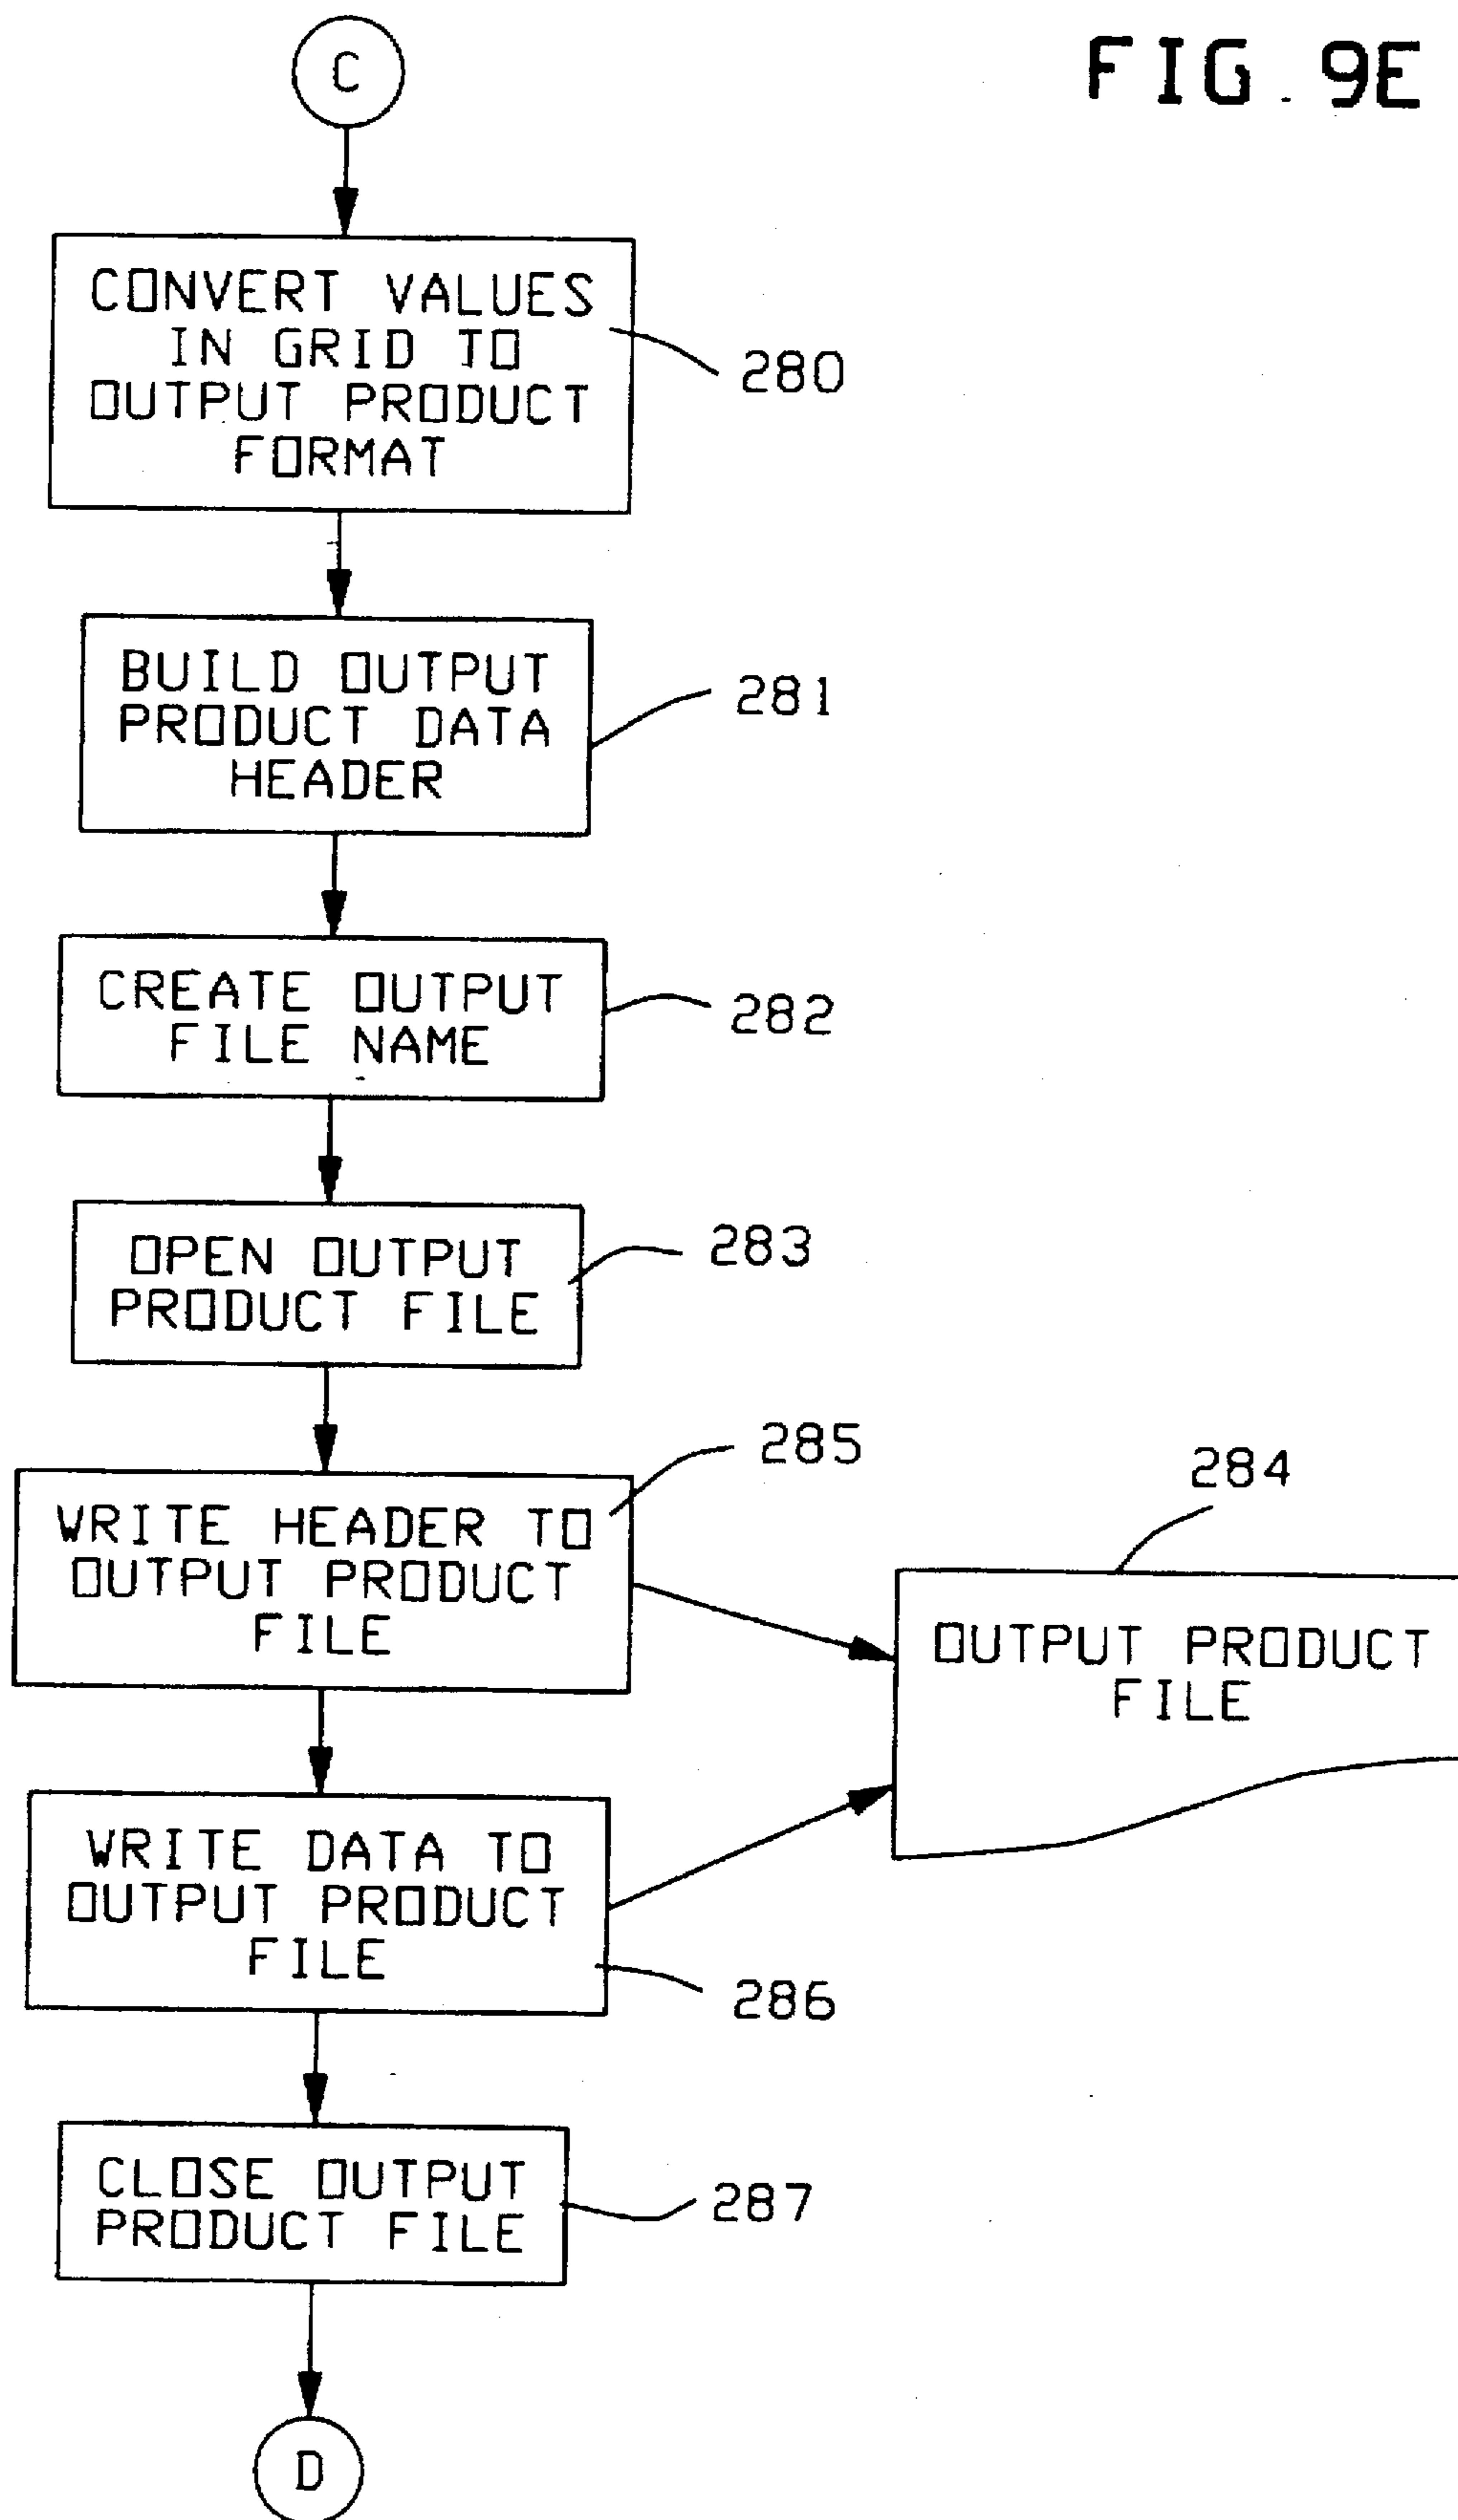 FIG. 9E
C
CONVERT VALUES
IN GRID TO
OUTPUT PRODUCT
FORMAT
280
BUILD OUTPUT
PRODUCT DATA
HEADER
281
CREATE OUTPUT
FILE NAME
282
OPEN OUTPUT
PRODUCT FILE
283
WRITE HEADER TO
OUTPUT PRODUCT
FILE
285
284
OUTPUT PRODUCT
FILE
WRITE DATA TO
OUTPUT PRODUCT
FILE
286
CLOSE OUTPUT
PRODUCT FILE
287
D